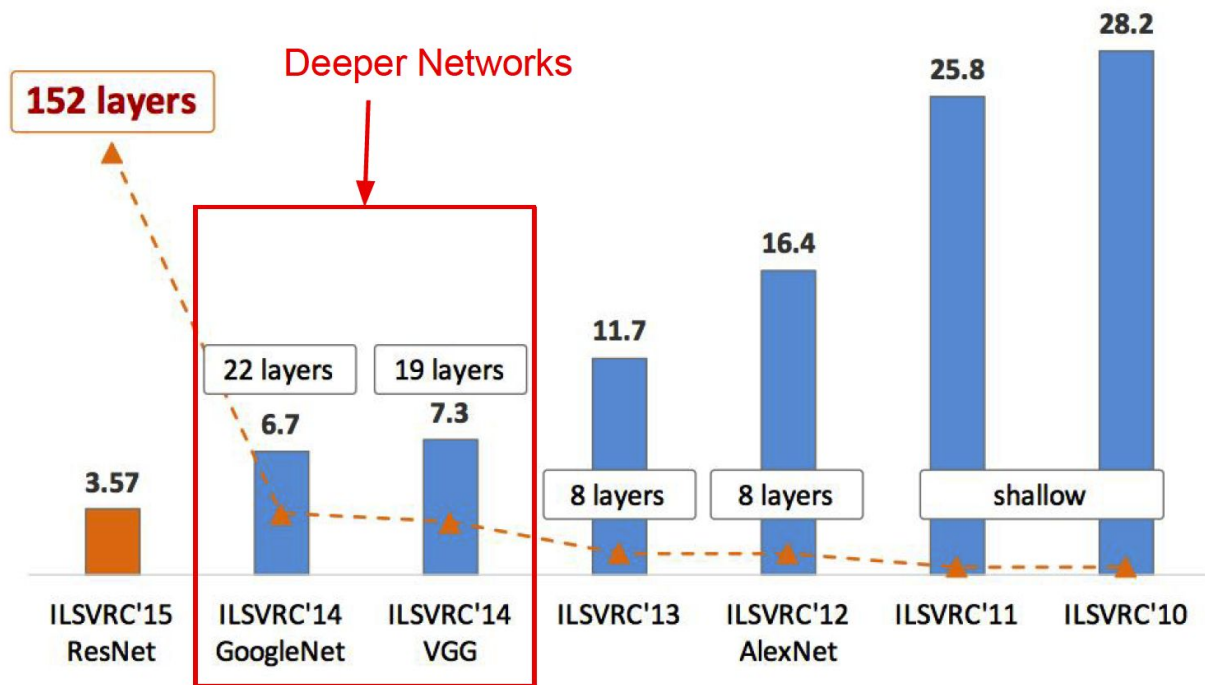 Deeper Networks
152 layers
28.2
25.8
16.4
11.7
22 layers
19 layers
6.7
7.3
3.57
8 layers
8 layers
shallow
ILSVRC'15
ResNet
ILSVRC'14
GoogleNet
ILSVRC'14
VGG
ILSVRC'13
ILSVRC'12
AlexNet
ILSVRC'11
ILSVRC'10